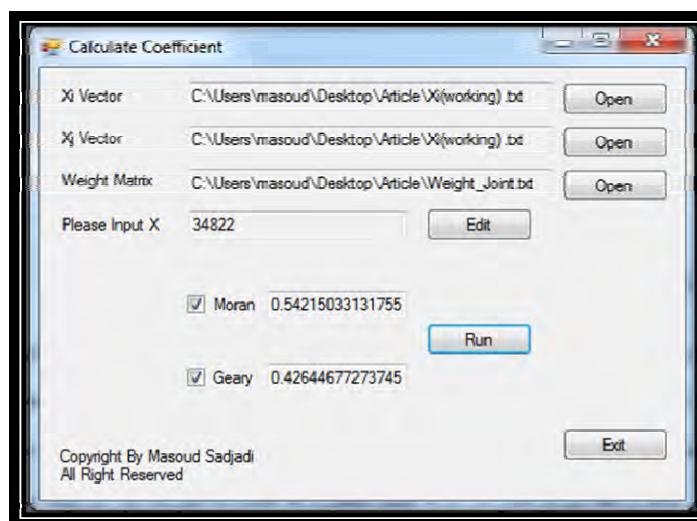 Calculate Coefficient
Xi Vector C:\Users\masoud\Desktop\Article\Xi(working) .txt Open
Xj Vector C:\Users\masoud\Desktop\Article\Xi(working) .txt Open
Weight Matrix C:\Users\masoud\Desktop\Article\Weight_Joint.txt Open
Please Input X 34822 Edit
Moran 0.54215033131755
Run
Geary 0.42644677273745
Exit
Copyright By Masoud Sadjadi
All Right Reserved